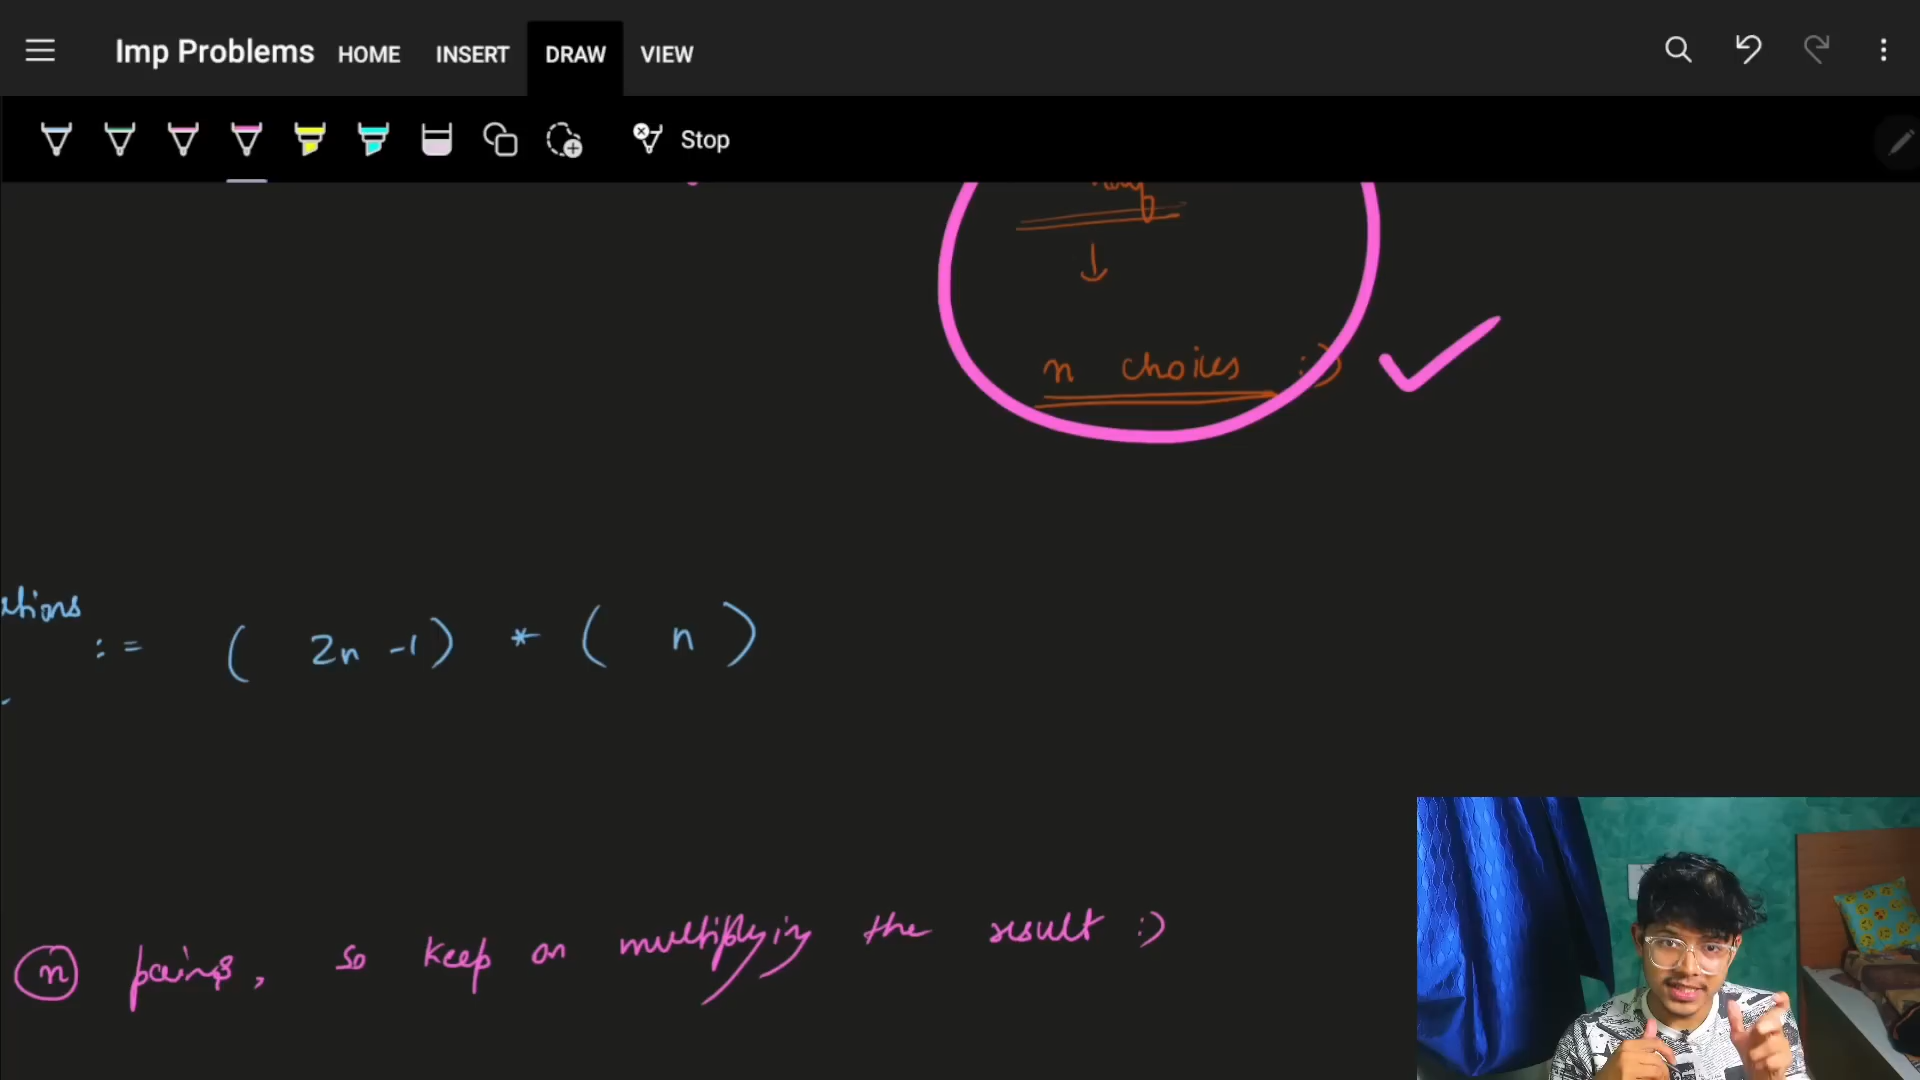 Imp Problems HOME INSERT DRAW VIEW
Stop
n choices :)
:= ( 2n -1 ) * ( n )
n pairs, so keep on multiplying the result :)